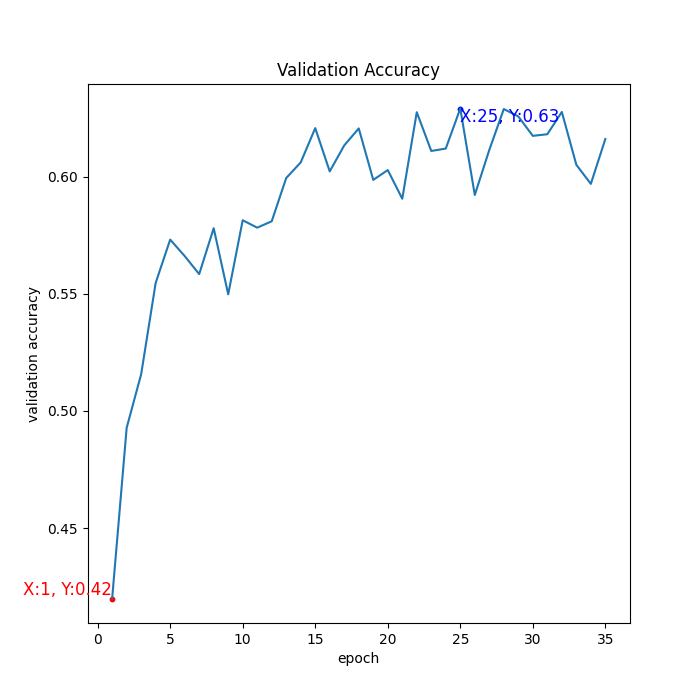 Validation Accuracy
X:25, Y:0.63
0.60
0.55
validation accuracy
0.50
0.45
X:1, Y:0.42
0 5 10 15 20 25 30 35
epoch